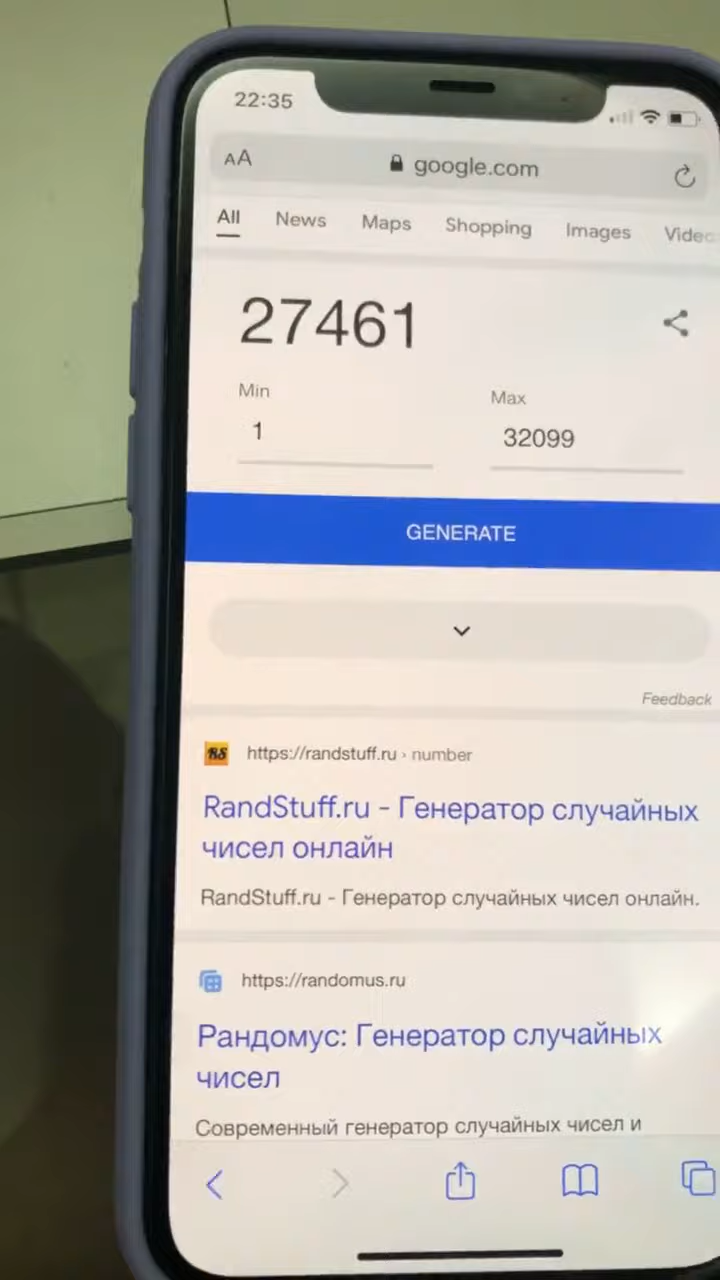 22:35
AA google.com
All News Maps Shopping Images
27461
Min Max
1 32099
GENERATE
Feedback
RS https://randstuff.ru › number
RandStuff.ru - Генератор случайных
чисел онлайн
RandStuff.ru - Генератор случайных чисел онлайн.
https://randomus.ru
Рандомус: Генератор случайных
чисел
Современный генератор случайных чисел и